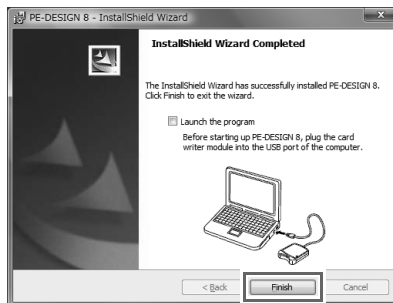 PE-DESIGN 8 - InstallShield Wizard
InstallShield Wizard Completed
The InstallShield Wizard has successfully installed PE-DESIGN 8.
Click Finish to exit the wizard.
Launch the program
Before starting up PE-DESIGN 8, plug the card
writer module into the USB port of the computer.
< Back
Finish
Cancel